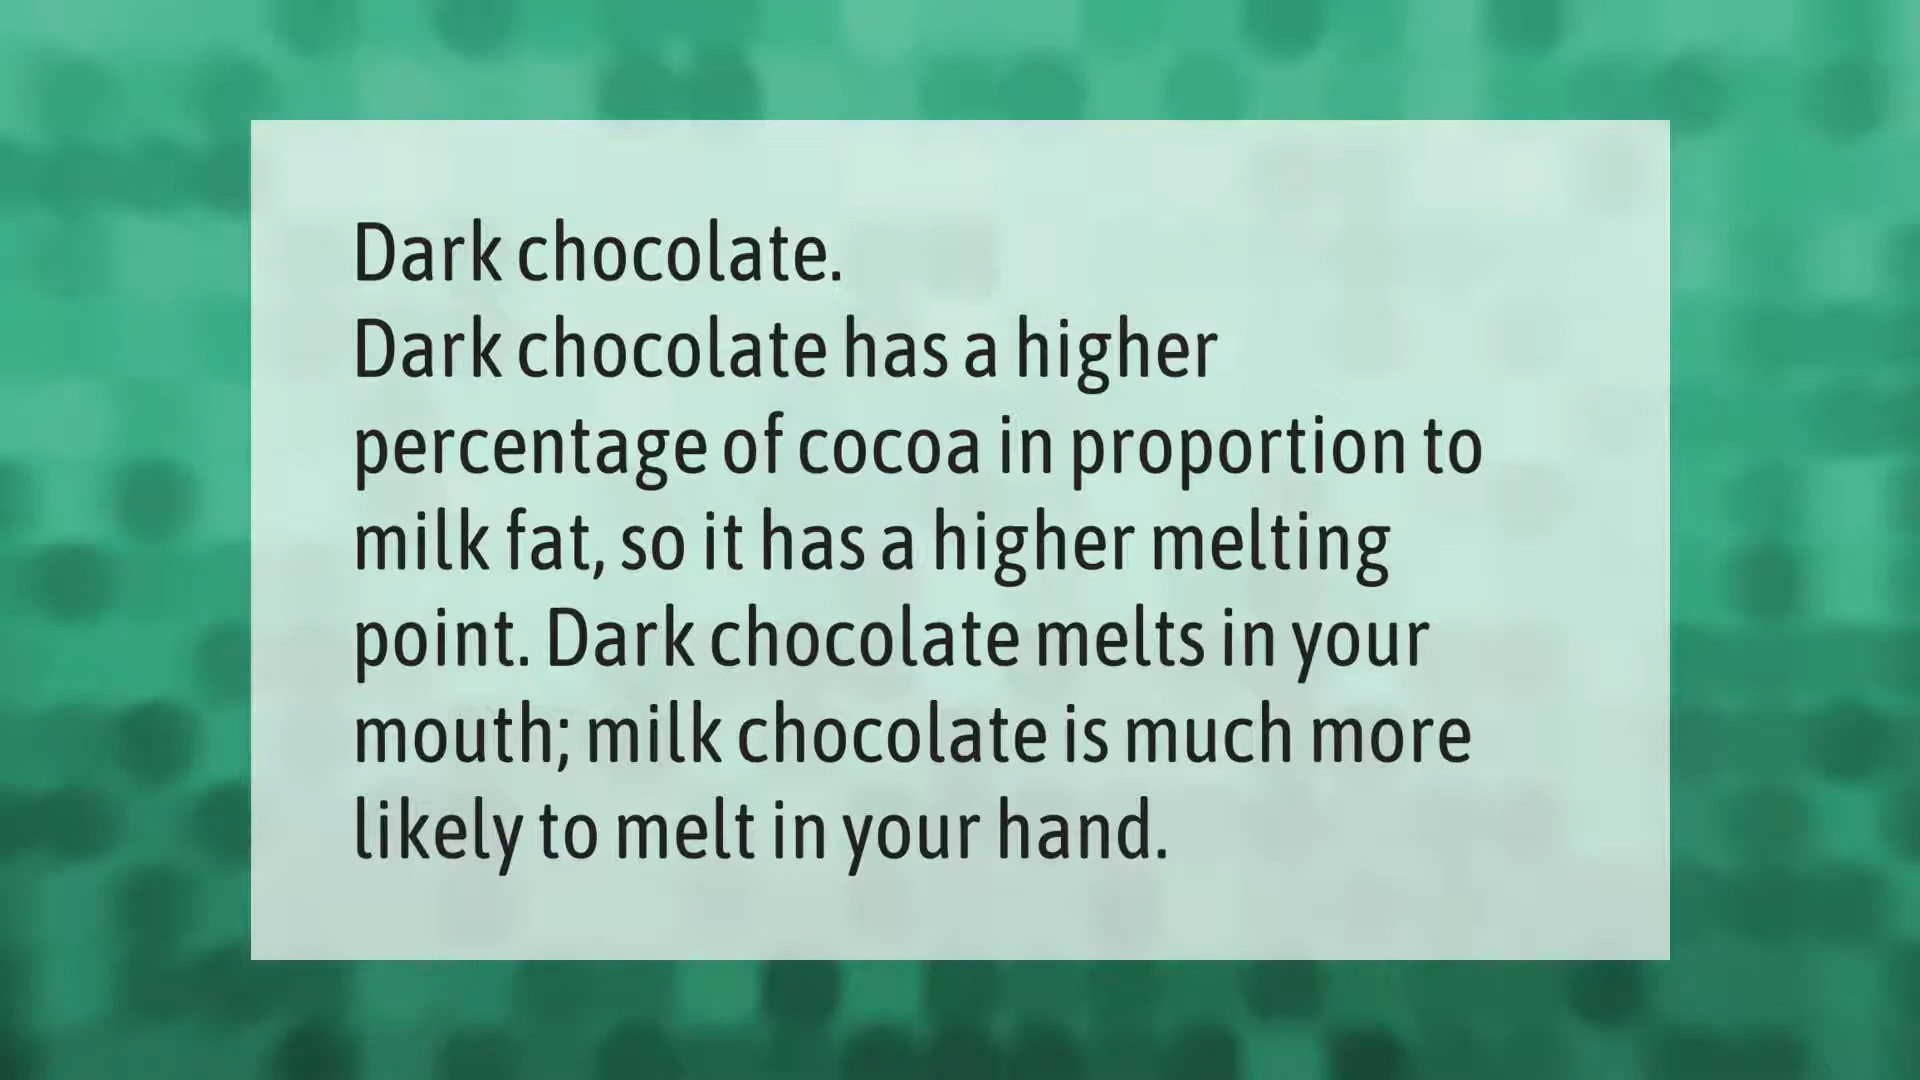 Dark chocolate.
Dark chocolate has a higher
percentage of cocoa in proportion to
milk fat, so it has a higher melting
point. Dark chocolate melts in your
mouth; milk chocolate is much more
likely to melt in your hand.